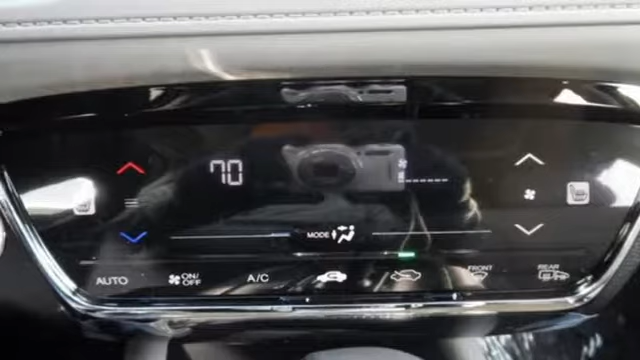 70
MODE
AUTO
ON/
OFF
A/C
FRONT
REAR